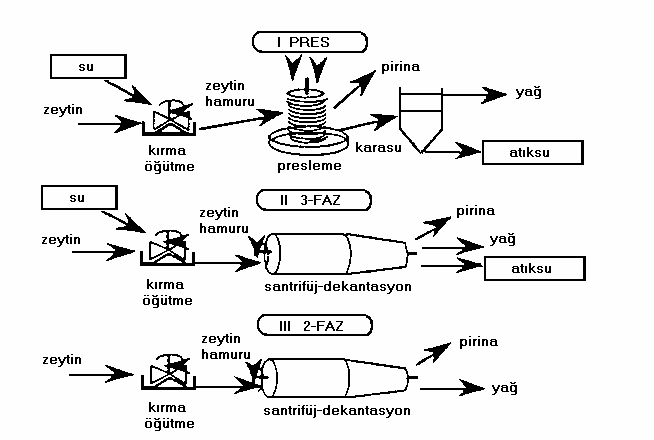 I PRES
su
zeytin
kırma
öğütme
zeytin
hamuru
presleme
pirina
karasu
yağ
atıksu
II 3-FAZ
su
zeytin
kırma
öğütme
zeytin
hamuru
santrifüj-dekantasyon
pirina
yağ
atıksu
III 2-FAZ
zeytin
kırma
öğütme
zeytin
hamuru
santrifüj-dekantasyon
pirina
yağ